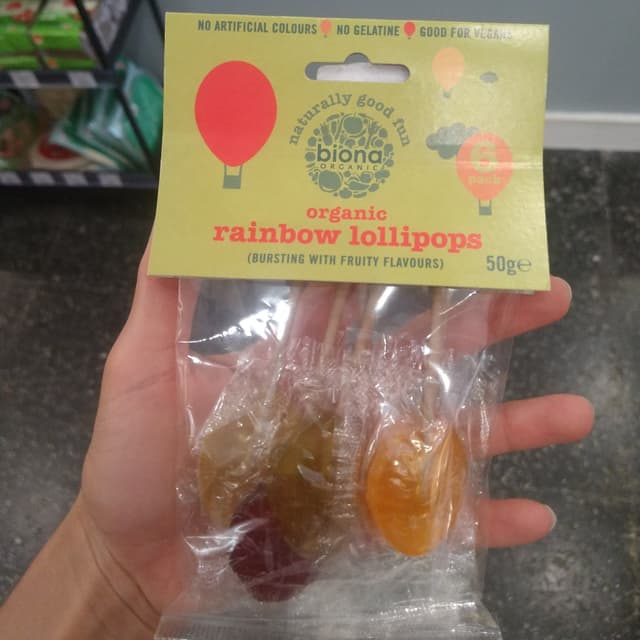 NO ARTIFICIAL COLOURS NO GELATINE GOOD FOR VEGANS
naturally good fun
biona
ORGANIC
6
pack
organic
rainbow lollipops
(BURSTING WITH FRUITY FLAVOURS)
50g℮